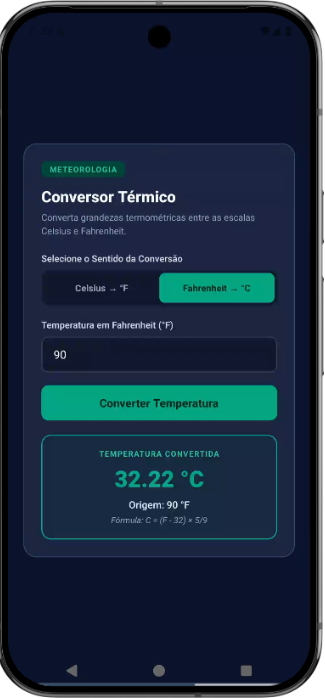 METEOROLOGIA
Conversor Térmico
Converta grandezas termométricas entre as escalas
Celsius e Fahrenheit.
Selecione o Sentido da Conversão
Celsius → °F
Fahrenheit → °C
Temperatura em Fahrenheit (°F)
90
Converter Temperatura
TEMPERATURA CONVERTIDA
32.22 °C
Origem: 90 °F
Fórmula: C = (F - 32) × 5/9